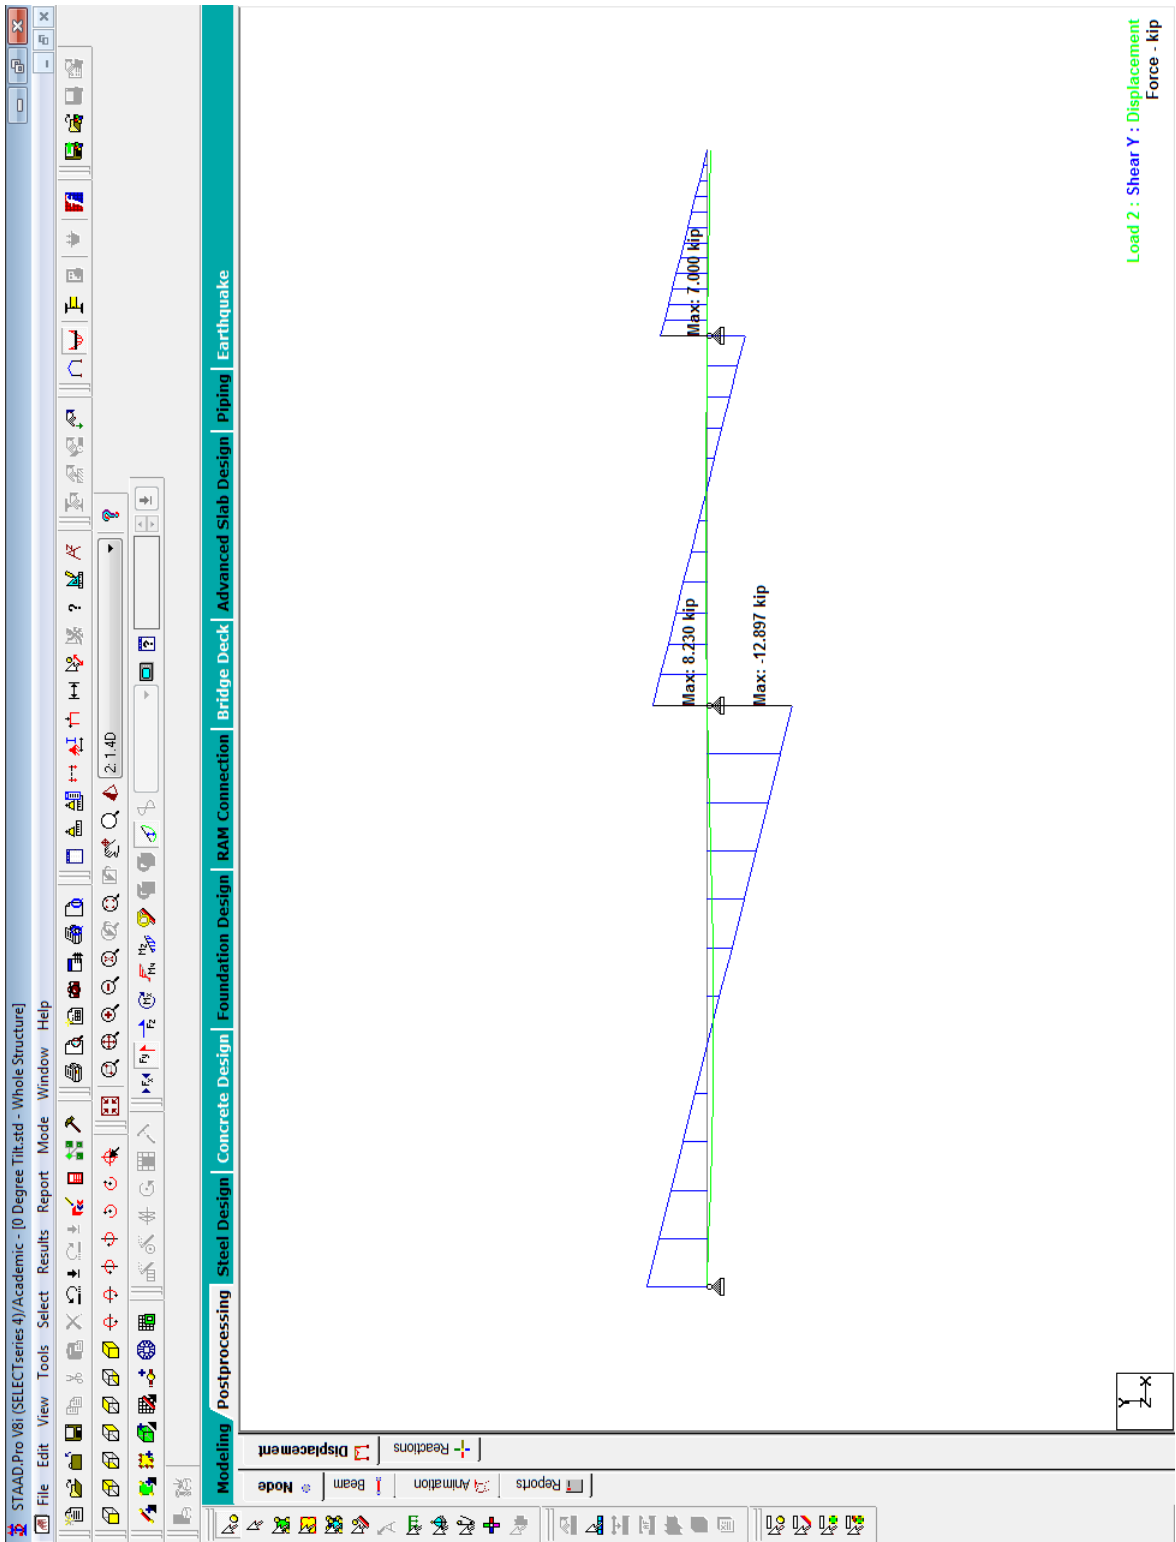 STAAD.Pro V8i (SELECTseries 4)/Academic - [0 Degree Tilt.std - Whole Structure]
File Edit View Tools Select Results Report Mode Window Help
2: 1.4D
Modeling Postprocessing Steel Design Concrete Design Foundation Design RAM Connection Bridge Deck Advanced Slab Design Piping Earthquake
Node
Beam
Animation
Reports
Displacement
Reactions
Max: 8.230 kip
Max: -12.897 kip
Max: 7.000 kip
Y
Z X
Load 2 : Shear Y : Displacement
Force - kip